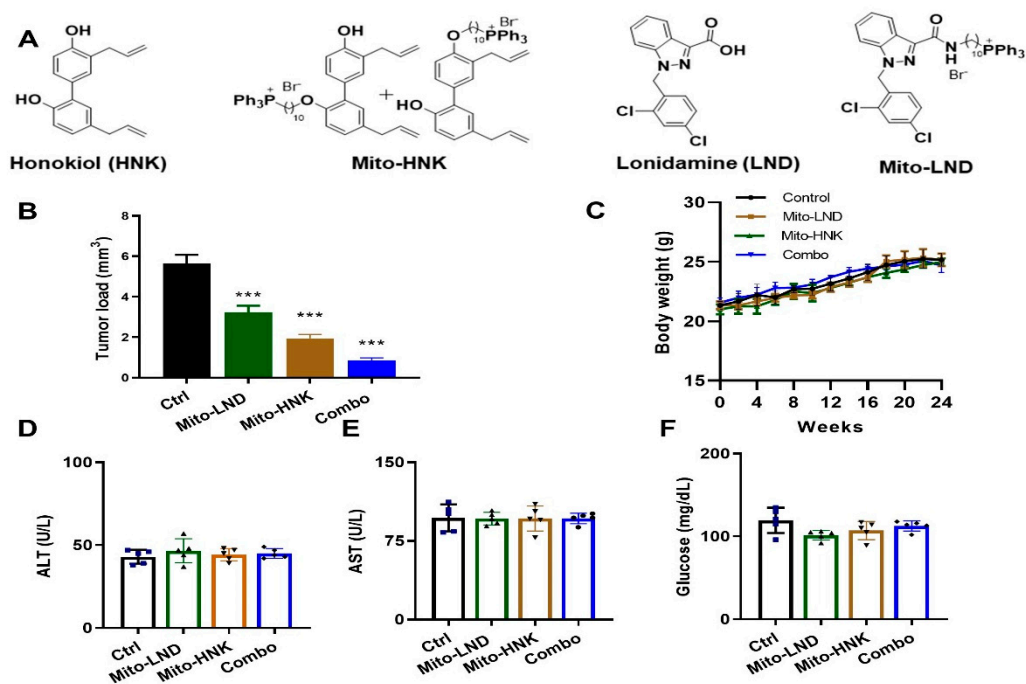 A
OH
HO
Honokiol (HNK)
OH
Br⁻
Ph₃P⁺
( )₁₀
O
+
O
( )₁₀
PPh₃⁺
Br⁻
HO
Mito-HNK
O
OH
N
N
Cl
Cl
Lonidamine (LND)
O
N
H
( )₁₀
PPh₃⁺
Br⁻
N
N
Cl
Cl
Mito-LND
B
Tumor load (mm³)
8
6
4
2
0
***
***
***
Ctrl
Mito-LND
Mito-HNK
Combo
C
Control
Mito-LND
Mito-HNK
Combo
Body weight (g)
30
25
20
15
0 4 8 12 16 20 24
Weeks
D
ALT (U/L)
100
50
0
Ctrl
Mito-LND
Mito-HNK
Combo
E
AST (U/L)
150
75
0
Ctrl
Mito-LND
Mito-HNK
Combo
F
Glucose (mg/dL)
200
100
0
Ctrl
Mito-LND
Mito-HNK
Combo